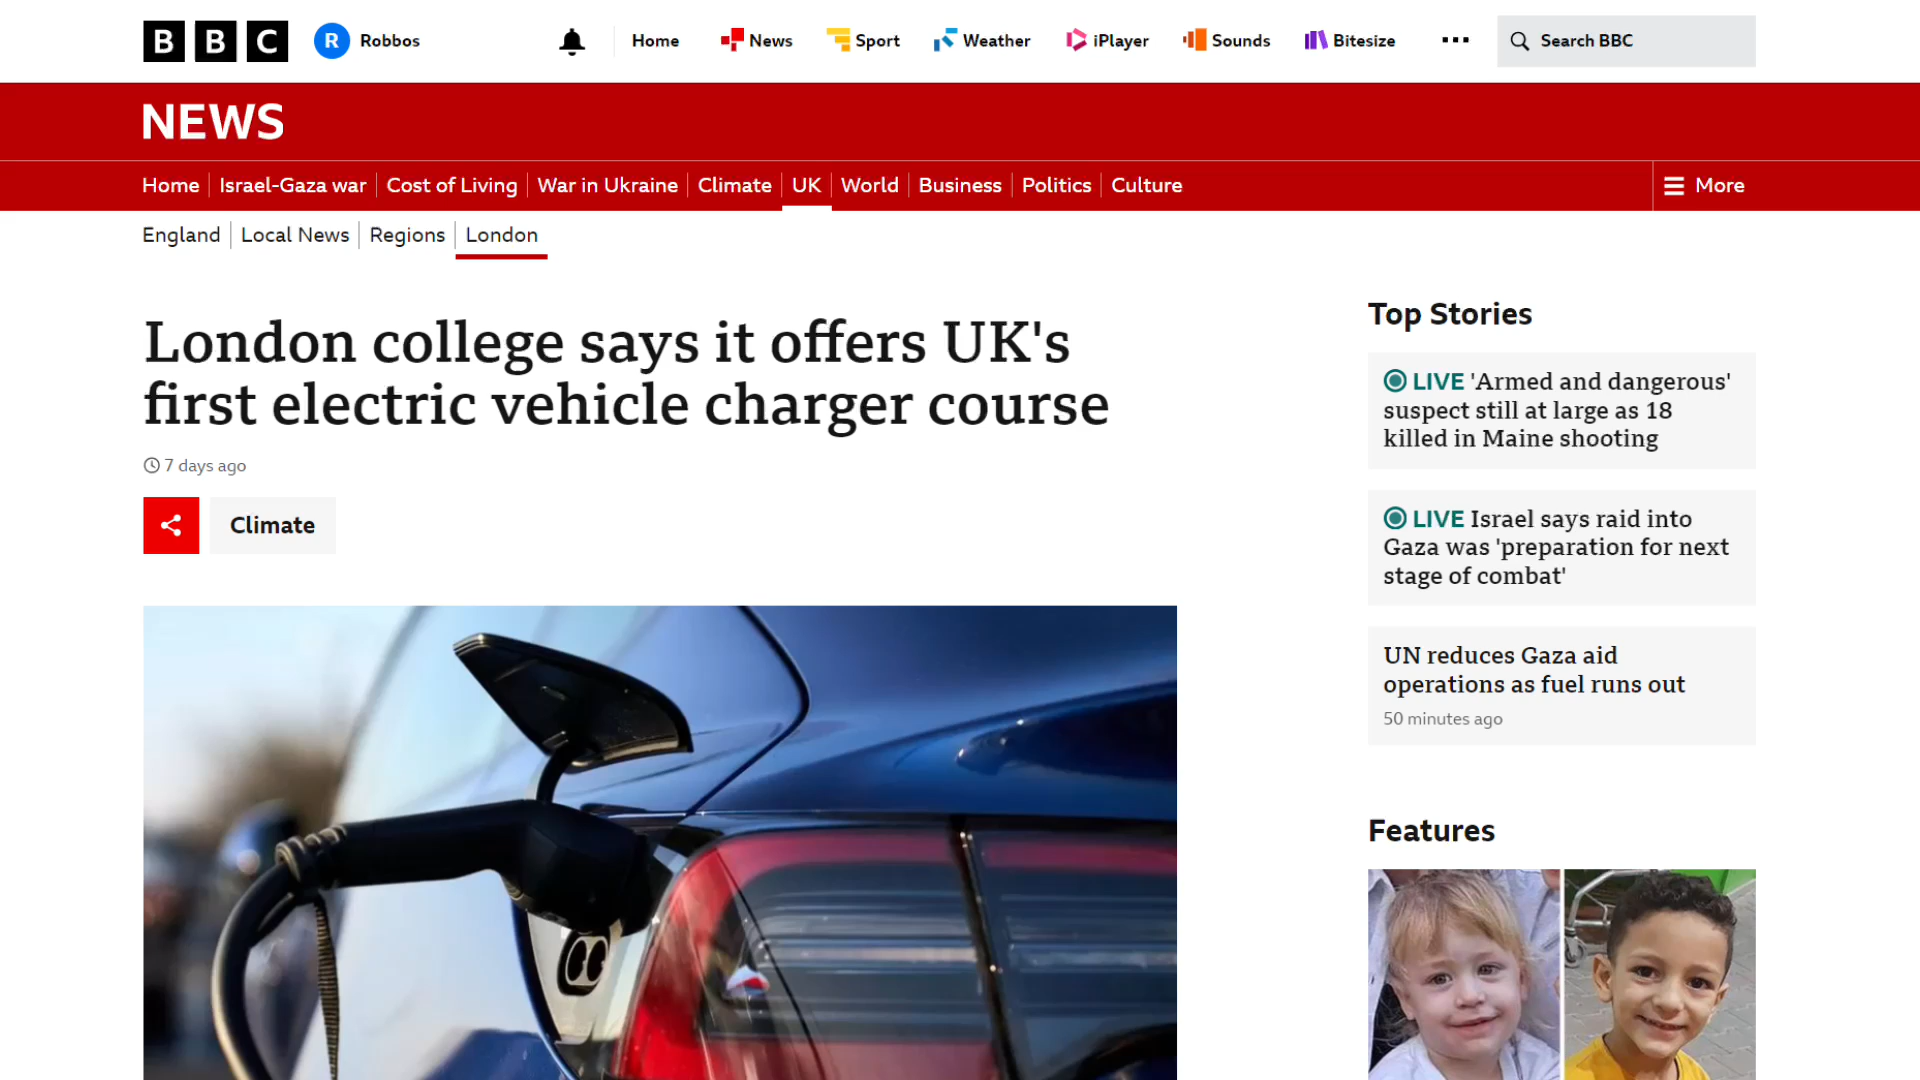 BBC
R
Robbos
Home
News
Sport
Weather
iPlayer
Sounds
Bitesize
Search BBC
NEWS
Home
Israel-Gaza war
Cost of Living
War in Ukraine
Climate
UK
World
Business
Politics
Culture
More
England
Local News
Regions
London
London college says it offers UK's
first electric vehicle charger course
7 days ago
Climate
Top Stories
LIVE 'Armed and dangerous'
suspect still at large as 18
killed in Maine shooting
LIVE Israel says raid into
Gaza was 'preparation for next
stage of combat'
UN reduces Gaza aid
operations as fuel runs out
50 minutes ago
Features